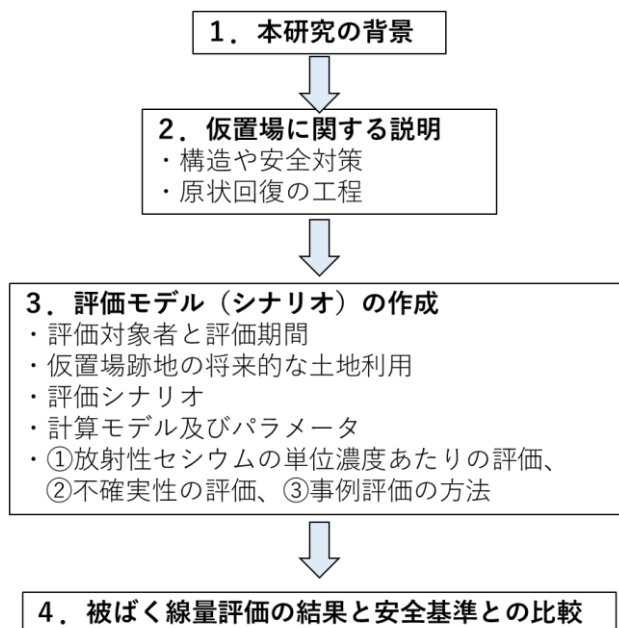 １．本研究の背景
２．仮置場に関する説明
・構造や安全対策
・原状回復の工程
３．評価モデル（シナリオ）の作成
・評価対象者と評価期間
・仮置場跡地の将来的な土地利用
・評価シナリオ
・計算モデル及びパラメータ
・①放射性セシウムの単位濃度あたりの評価、
②不確実性の評価、③事例評価の方法
４．被ばく線量評価の結果と安全基準との比較